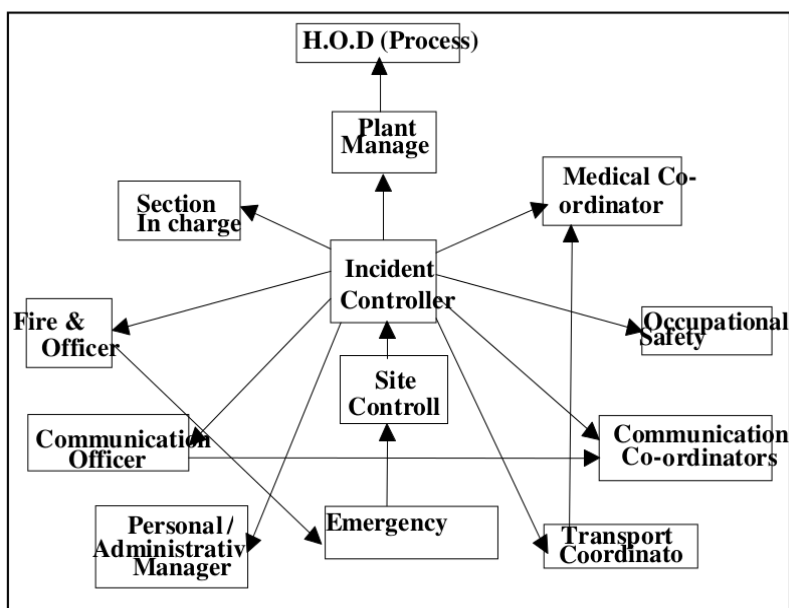 H.O.D (Process)
Plant
Manage
Medical Co-
ordinator
Section
In charge
Incident
Controller
Fire &
Officer
Occupational
Safety
Site
Controll
Communication
Officer
Communication
Co-ordinators
Personal /
Administrativ
Manager
Emergency
Transport
Coordinato